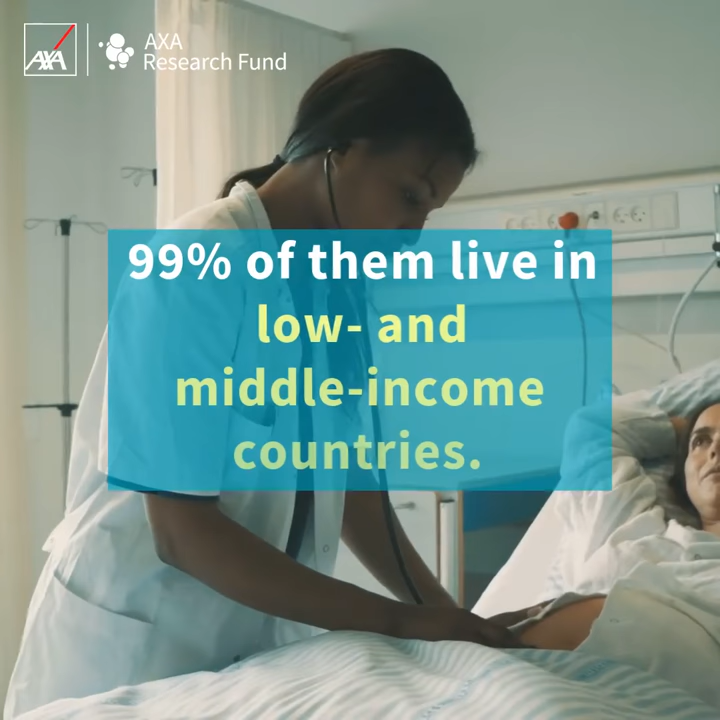 AXA
AXA
Research Fund
99% of them live in
low- and
middle-income
countries.